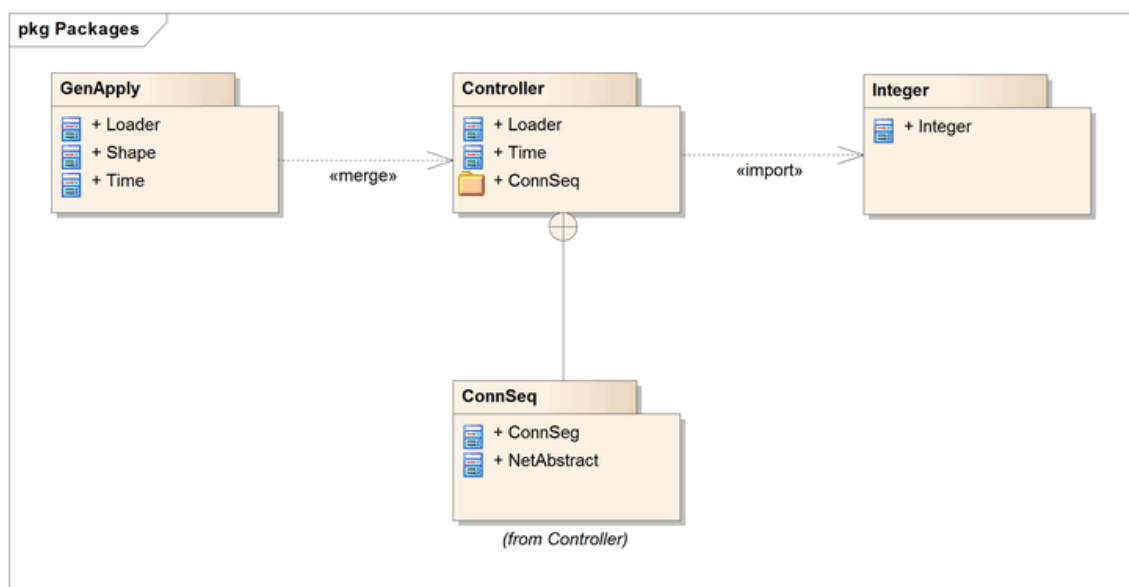 pkg Packages
GenApply
+ Loader
+ Shape
+ Time
«merge»
Controller
+ Loader
+ Time
+ ConnSeq
«import»
Integer
+ Integer
ConnSeq
+ ConnSeg
+ NetAbstract
(from Controller)